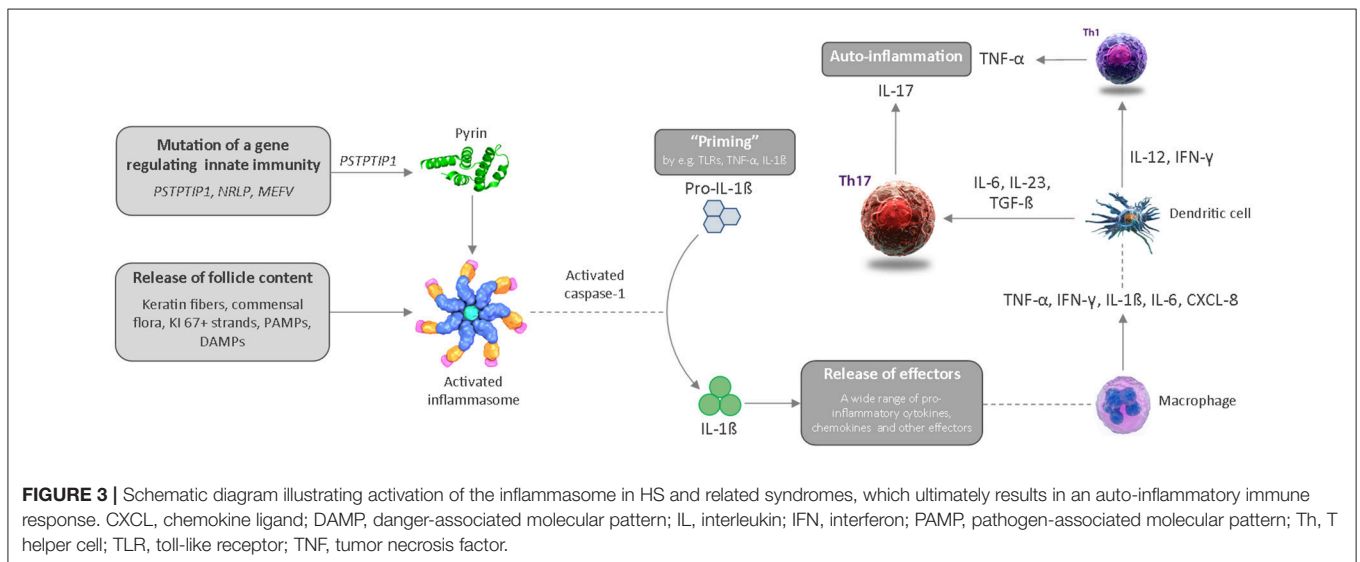 Mutation of a gene
regulating innate immunity
PSTPTIP1, NRLP, MEFV
PSTPTIP1
Pyrin
Release of follicle content
Keratin fibers, commensal
flora, KI 67+ strands, PAMPs,
DAMPs
Activated
inflammasome
Activated
caspase-1
"Priming"
by e.g. TLRs, TNF-α, IL-1ß
Pro-IL-1ß
IL-1ß
Release of effectors
A wide range of pro-
inflammatory cytokines,
chemokines and other effectors
Macrophage
TNF-α, IFN-γ, IL-1ß, IL-6, CXCL-8
Dendritic cell
IL-6, IL-23,
TGF-ß
IL-12, IFN-γ
Th17
IL-17
Auto-inflammation
TNF-α
Th1
FIGURE 3 | Schematic diagram illustrating activation of the inflammasome in HS and related syndromes, which ultimately results in an auto-inflammatory immune
response. CXCL, chemokine ligand; DAMP, danger-associated molecular pattern; IL, interleukin; IFN, interferon; PAMP, pathogen-associated molecular pattern; Th, T
helper cell; TLR, toll-like receptor; TNF, tumor necrosis factor.